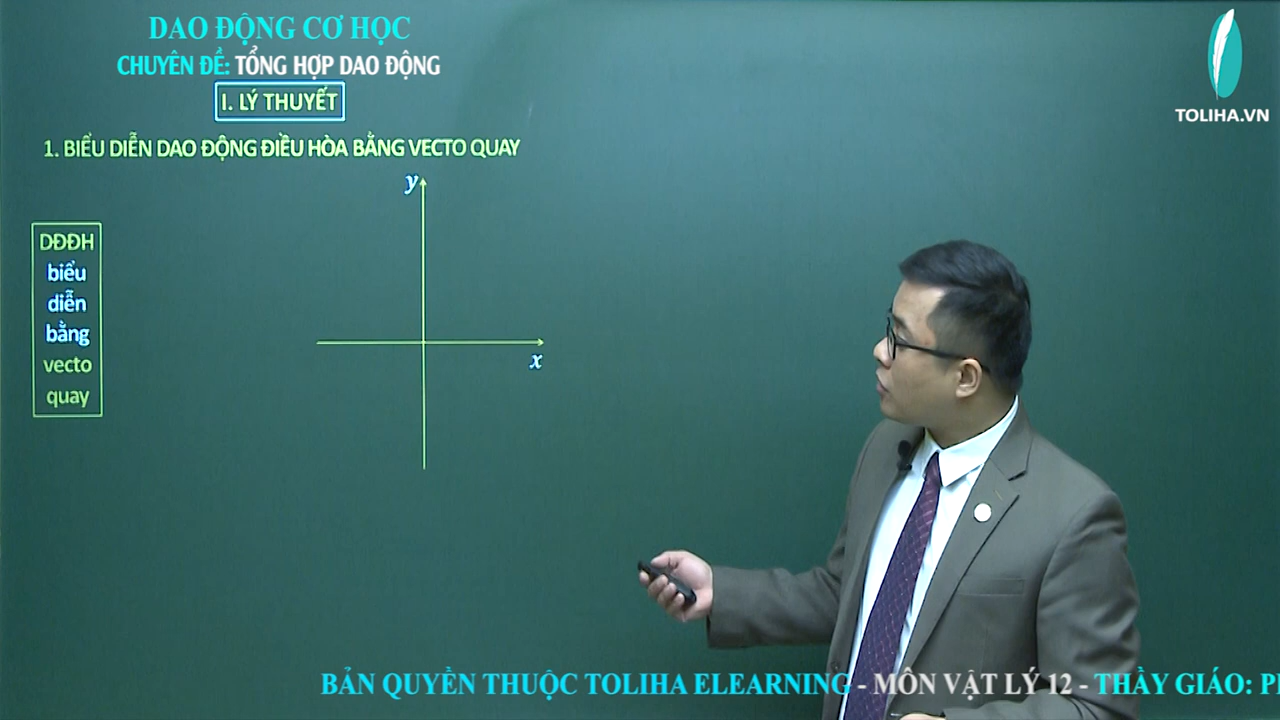 DAO ĐỘNG CƠ HỌC
CHUYÊN ĐỀ: TỔNG HỢP DAO ĐỘNG
I. LÝ THUYẾT
1. BIỂU DIỄN DAO ĐỘNG ĐIỀU HÒA BẰNG VECTO QUAY
TOLIHA.VN
y
x
DĐĐH
biểu
diễn
bằng
vecto
quay
BẢN QUYỀN THUỘC TOLIHA ELEARNING - MÔN VẬT LÝ 12 - THẦY GIÁO: